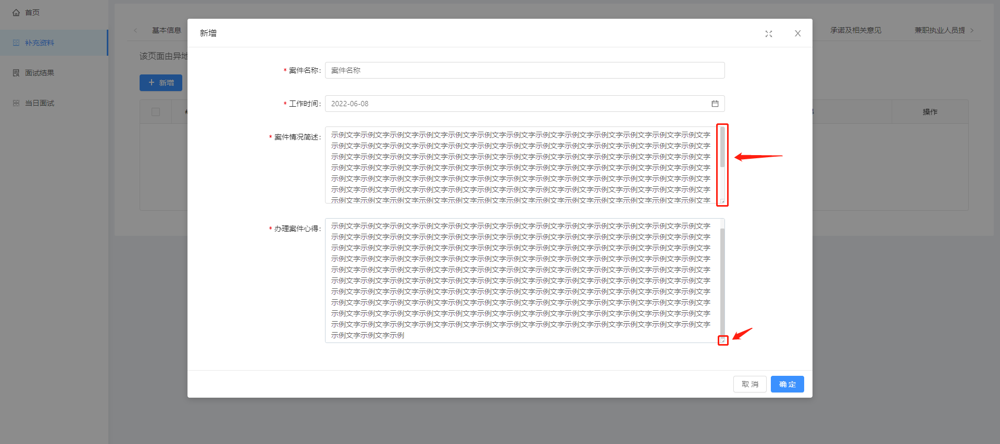 首页
补充资料
面试结果
当日面试
基本信息
承诺及相关意见
兼职执业人员提
该页面由异地
新增
操作
新增
* 案件名称:
案件名称
* 工作时间:
2022-06-08
* 案件情况简述:
示例文字示例文字示例文字示例文字示例文字示例文字示例文字示例文字示例文字示例文字示例文字示例文字示例文字
示例文字示例文字示例文字示例文字示例文字示例文字示例文字示例文字示例文字示例文字示例文字示例文字示例文字
示例文字示例文字示例文字示例文字示例文字示例文字示例文字示例文字示例文字示例文字示例文字示例文字示例文字
示例文字示例文字示例文字示例文字示例文字示例文字示例文字示例文字示例文字示例文字示例文字示例文字示例文字
示例文字示例文字示例文字示例文字示例文字示例文字示例文字示例文字示例文字示例文字示例文字示例文字示例文字
示例文字示例文字示例文字示例文字示例文字示例文字示例文字示例文字示例文字示例文字示例文字示例文字示例文字
示例文字示例文字示例文字示例文字示例文字示例文字示例文字示例文字示例文字示例文字示例文字示例文字示例文字
* 办理案件心得:
示例文字示例文字示例文字示例文字示例文字示例文字示例文字示例文字示例文字示例文字示例文字示例文字示例文字
示例文字示例文字示例文字示例文字示例文字示例文字示例文字示例文字示例文字示例文字示例文字示例文字示例文字
示例文字示例文字示例文字示例文字示例文字示例文字示例文字示例文字示例文字示例文字示例文字示例文字示例文字
示例文字示例文字示例文字示例文字示例文字示例文字示例文字示例文字示例文字示例文字示例文字示例文字示例文字
示例文字示例文字示例文字示例文字示例文字示例文字示例文字示例文字示例文字示例文字示例文字示例文字示例文字
示例文字示例文字示例文字示例文字示例文字示例文字示例文字示例文字示例文字示例文字示例文字示例文字示例文字
示例文字示例文字示例文字示例文字示例文字示例文字示例文字示例文字示例文字示例文字示例文字示例文字示例文字
示例文字示例文字示例文字示例文字示例文字示例文字示例文字示例文字示例文字示例文字示例文字示例文字示例文字
示例文字示例文字示例文字示例文字示例文字示例文字示例文字示例文字示例文字示例文字示例文字示例文字示例文字
示例文字示例文字示例文字示例文字示例文字示例文字示例文字示例文字示例文字示例文字示例文字示例文字示例文字
示例文字示例文字示例
取 消
确 定